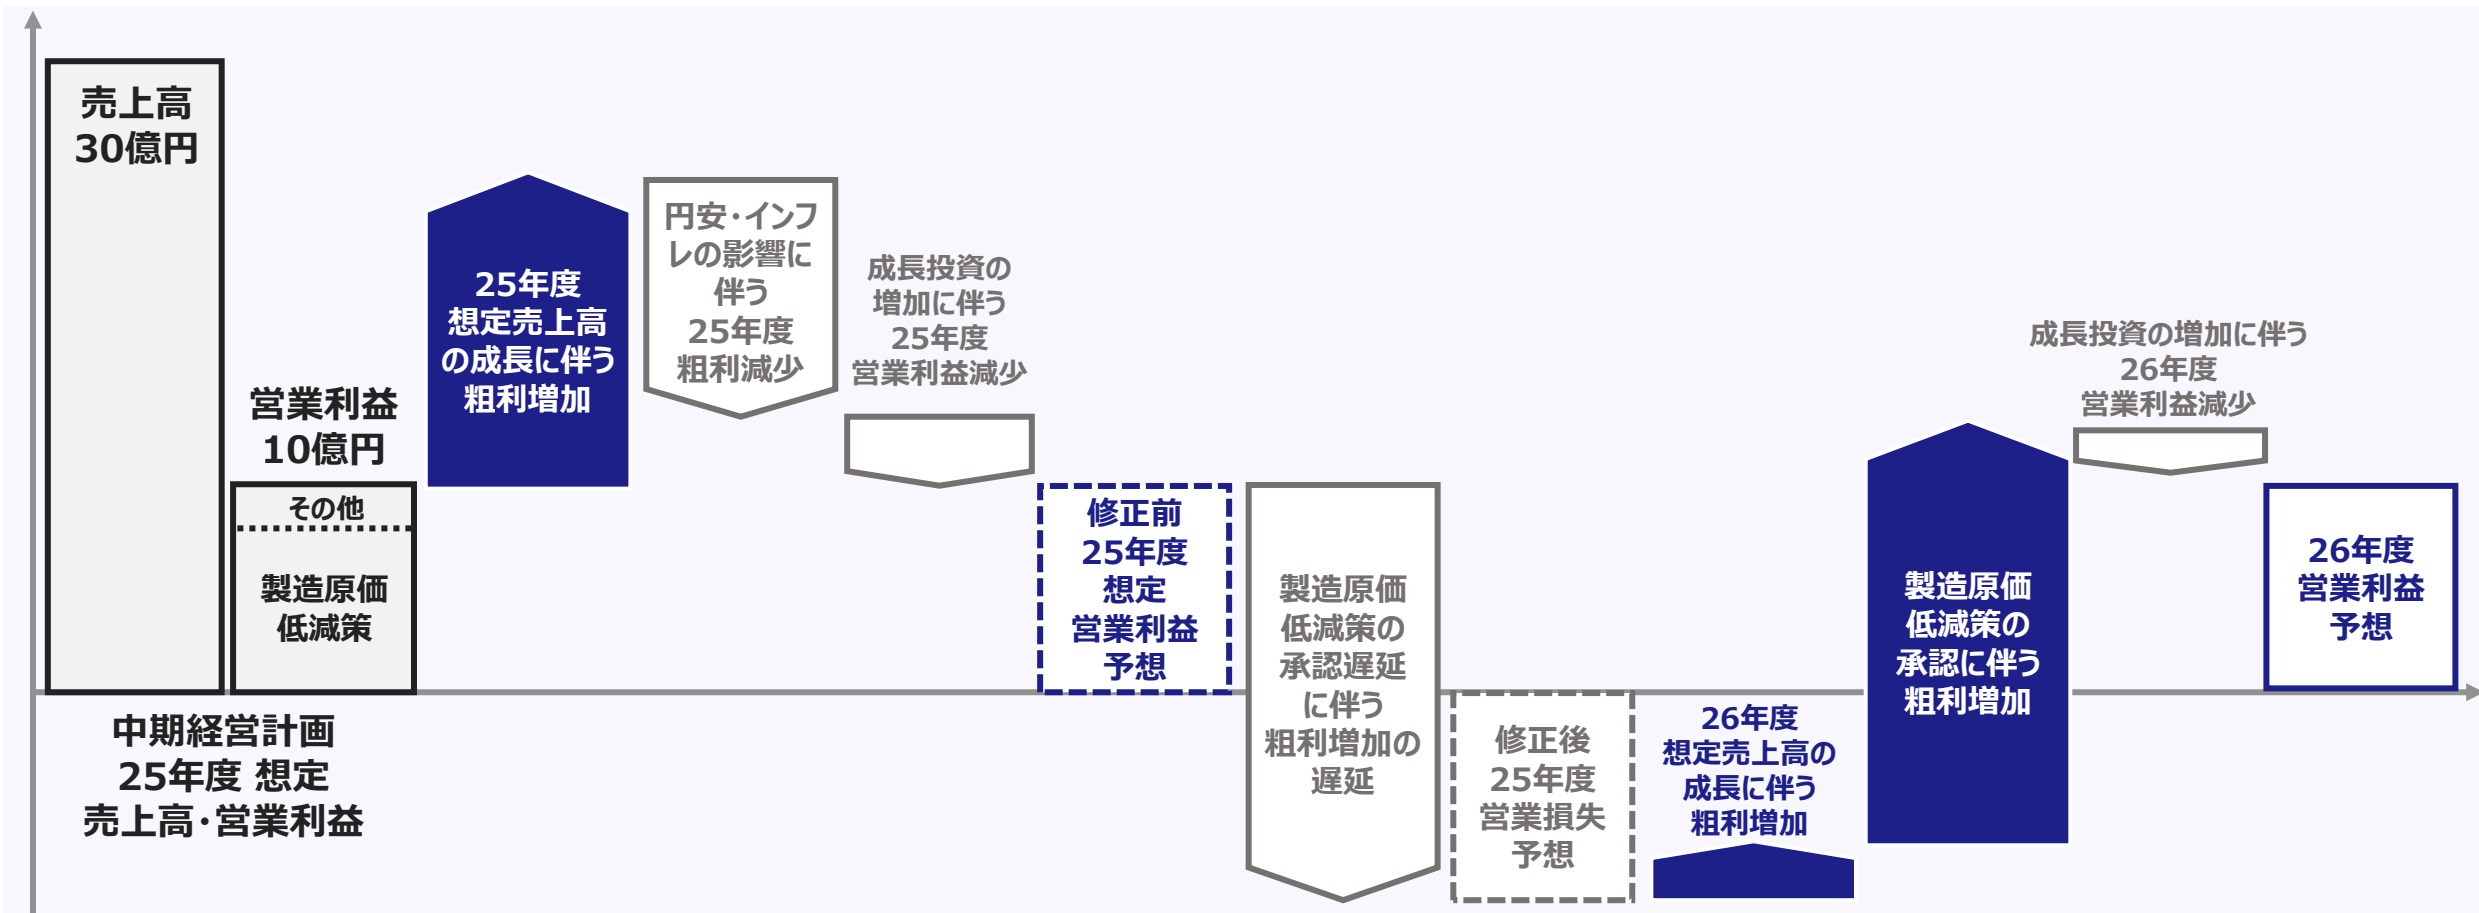 売上高
30億円
営業利益
10億円
その他
製造原価
低減策
中期経営計画
25年度 想定
売上高・営業利益
25年度
想定売上高
の成長に伴う
粗利増加
円安・インフ
レの影響に
伴う
25年度
粗利減少
成長投資の
増加に伴う
25年度
営業利益減少
修正前
25年度
想定
営業利益
予想
製造原価
低減策の
承認遅延
に伴う
粗利増加の
遅延
修正後
25年度
営業損失
予想
26年度
想定売上高の
成長に伴う
粗利増加
製造原価
低減策の
承認に伴う
粗利増加
成長投資の増加に伴う
26年度
営業利益減少
26年度
営業利益
予想